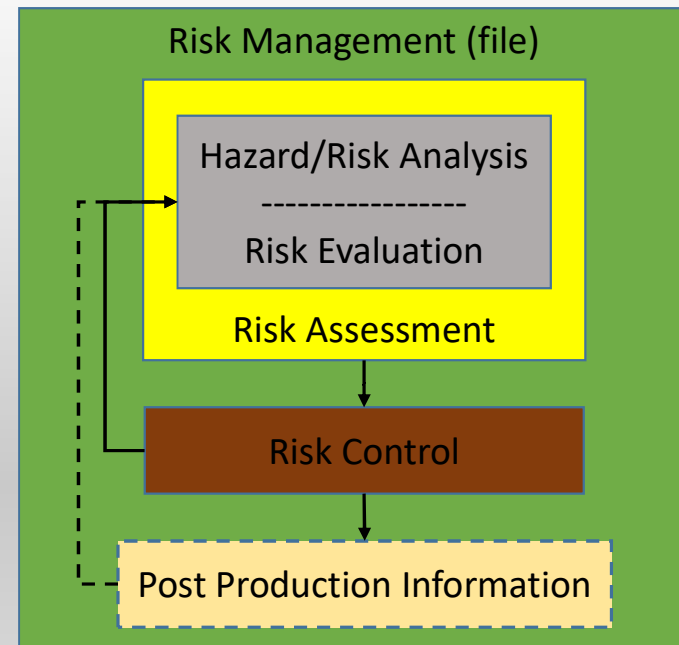 Risk Management (file)
Hazard/Risk Analysis
-----------------
Risk Evaluation
Risk Assessment
Risk Control
Post Production Information